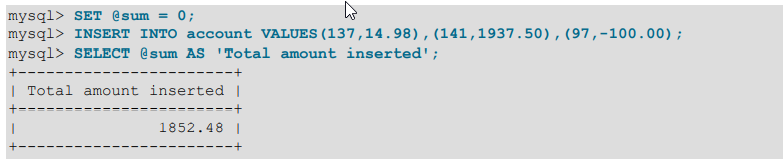 mysql> SET @sum = 0;
mysql> INSERT INTO account VALUES(137,14.98),(141,1937.50),(97,-100.00);
mysql> SELECT @sum AS 'Total amount inserted';
+-----------------------+
| Total amount inserted |
+-----------------------+
|               1852.48 |
+-----------------------+